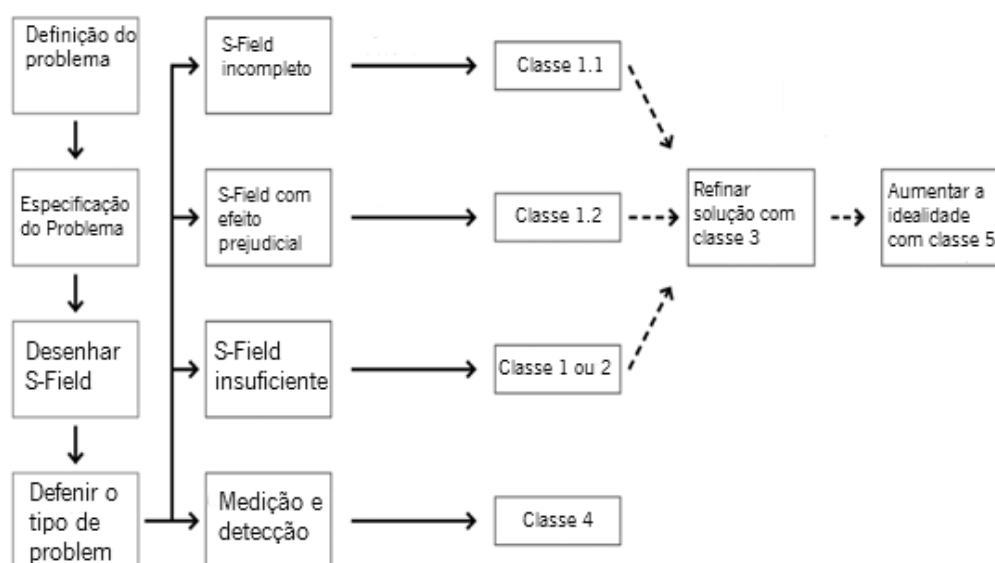 Definição do
problema
Especificação
do Problema
Desenhar
S-Field
Defenir o
tipo de
problem
S-Field
incompleto
S-Field com
efeito
prejudicial
S-Field
insuficiente
Medição e
detecção
Classe 1.1
Classe 1.2
Classe 1 ou 2
Classe 4
Refinar
solução com
classe 3
Aumentar a
idealidade
com classe 5